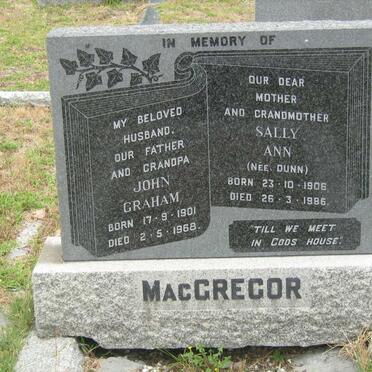 IN MEMORY OF
MY BELOVED
HUSBAND,
OUR FATHER
AND GRANDPA
JOHN
GRAHAM
BORN 17-9-1901
DIED 2-5-1968.
OUR DEAR
MOTHER
AND GRANDMOTHER
SALLY
ANN
(NÉE DUNN)
BORN 23-10-1906
DIED 26-3-1986.
"TILL WE MEET
IN GODS HOUSE".
MACGREGOR